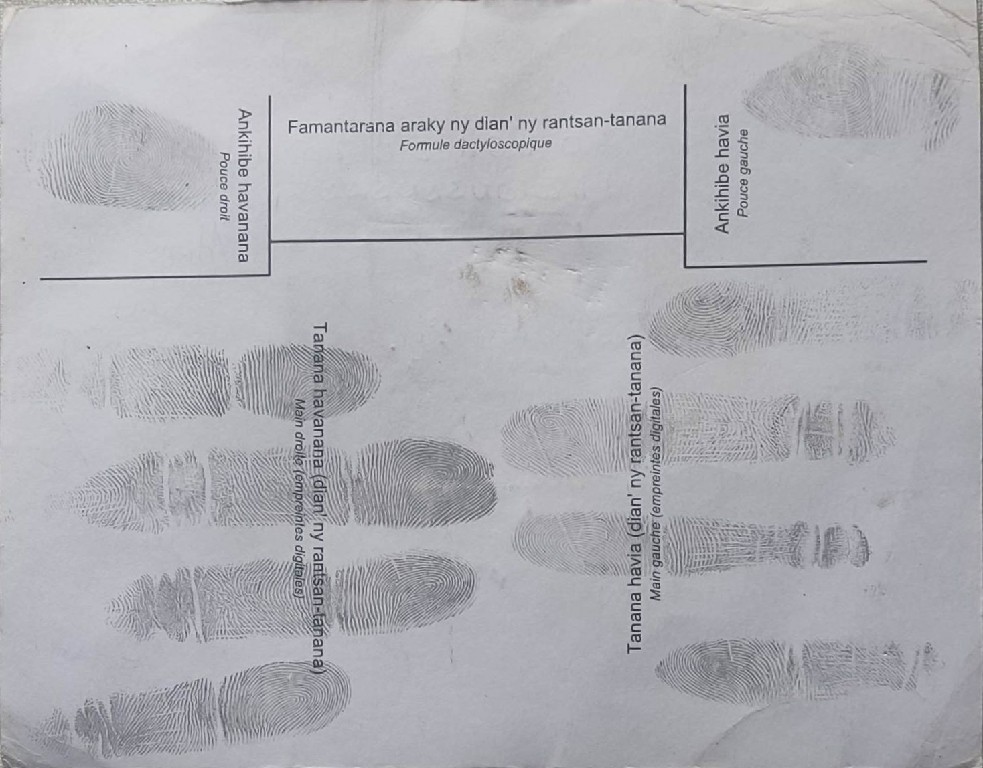 Famantarana araky ny dian' ny rantsan-tanana
Formule dactyloscopique
Ankihibe havanana
Pouce droit
Ankihibe havia
Pouce gauche
Tanana havanana (dian' ny rantsan-tanana)
Main droite (empreintes digitales)
Tanana havia (dian' ny rantsan-tanana)
Main gauche (empreintes digitales)